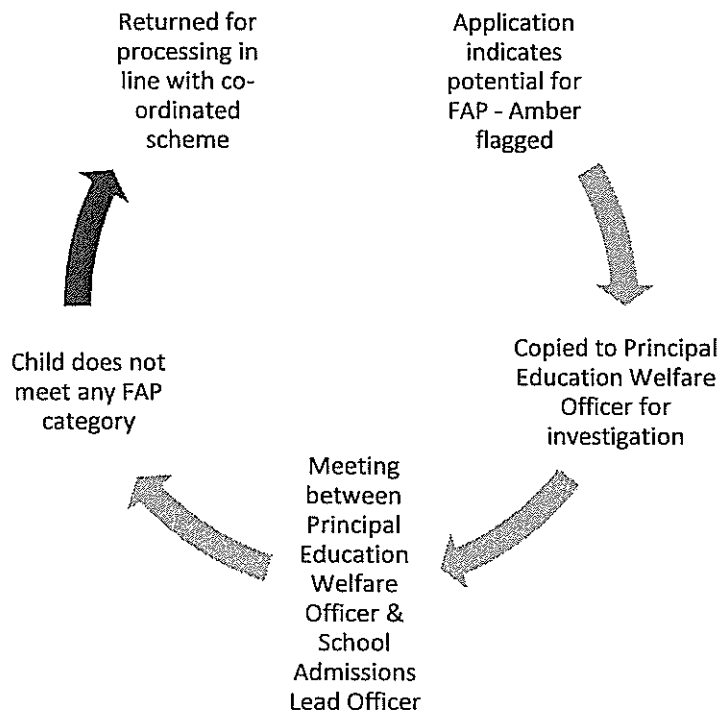 Application
indicates
potential for
FAP - Amber
flagged
Copied to Principal
Education Welfare
Officer for
investigation
Meeting
between
Principal
Education
Welfare
Officer &
School
Admissions
Lead Officer
Child does not
meet any FAP
category
Returned for
processing in
line with co-
ordinated
scheme